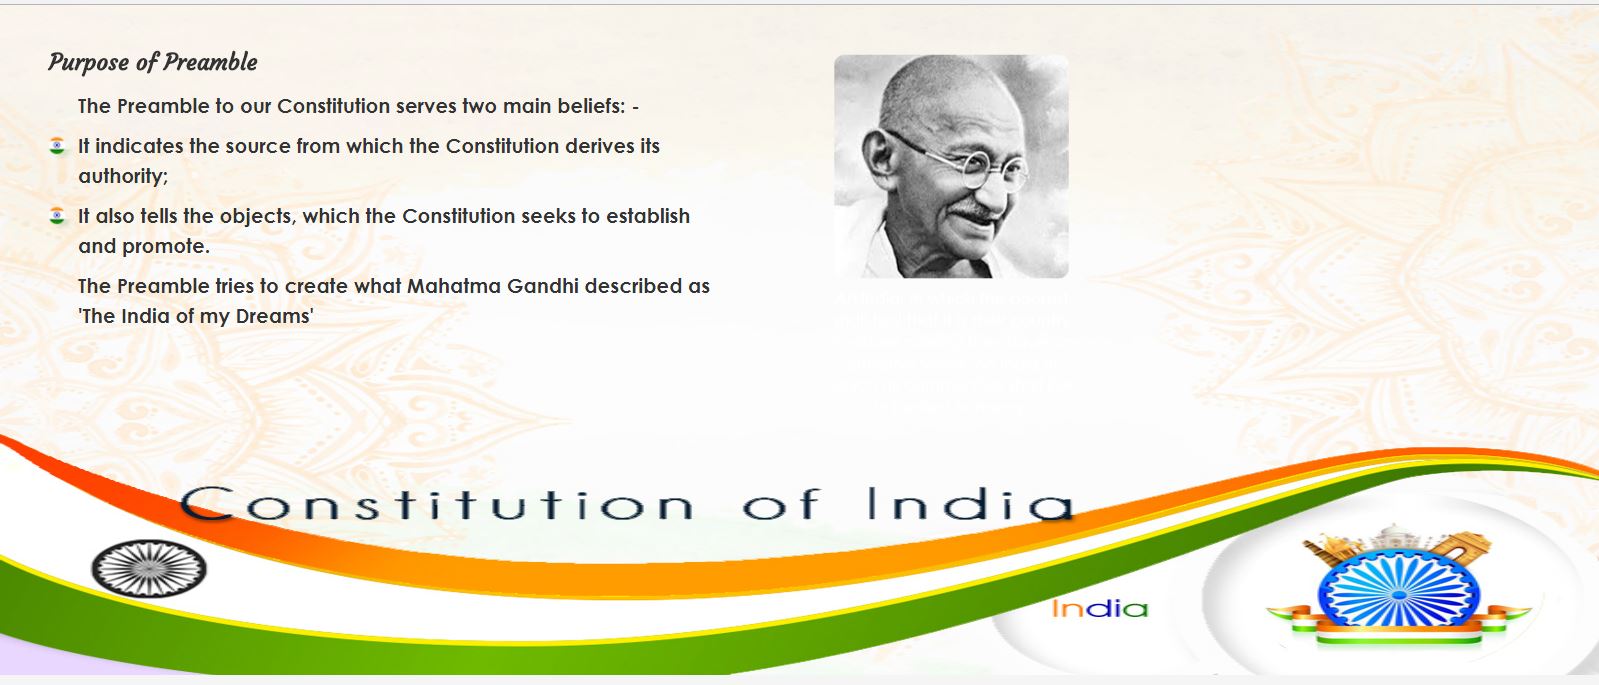 Purpose of Preamble
The Preamble to our Constitution serves two main beliefs: -
It indicates the source from which the Constitution derives its
authority;
It also tells the objects, which the Constitution seeks to establish
and promote.
The Preamble tries to create what Mahatma Gandhi described as
'The India of my Dreams'
Constitution of India
India